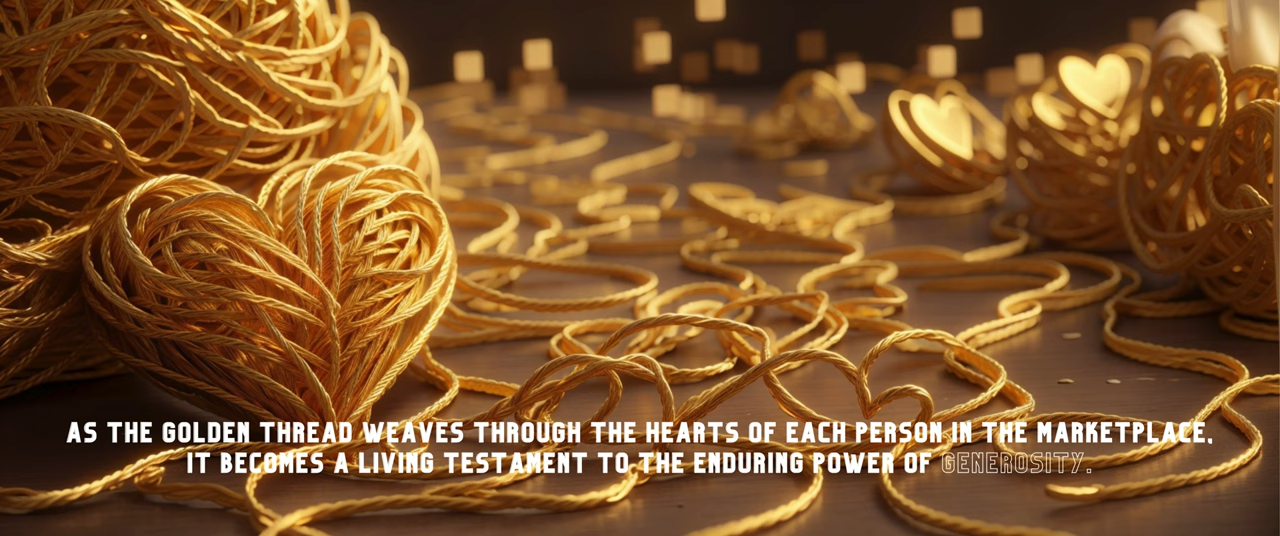 AS THE GOLDEN THREAD WEAVES THROUGH THE HEARTS OF EACH PERSON IN THE MARKETPLACE,
IT BECOMES A LIVING TESTAMENT TO THE ENDURING POWER OF GENEROSITY.